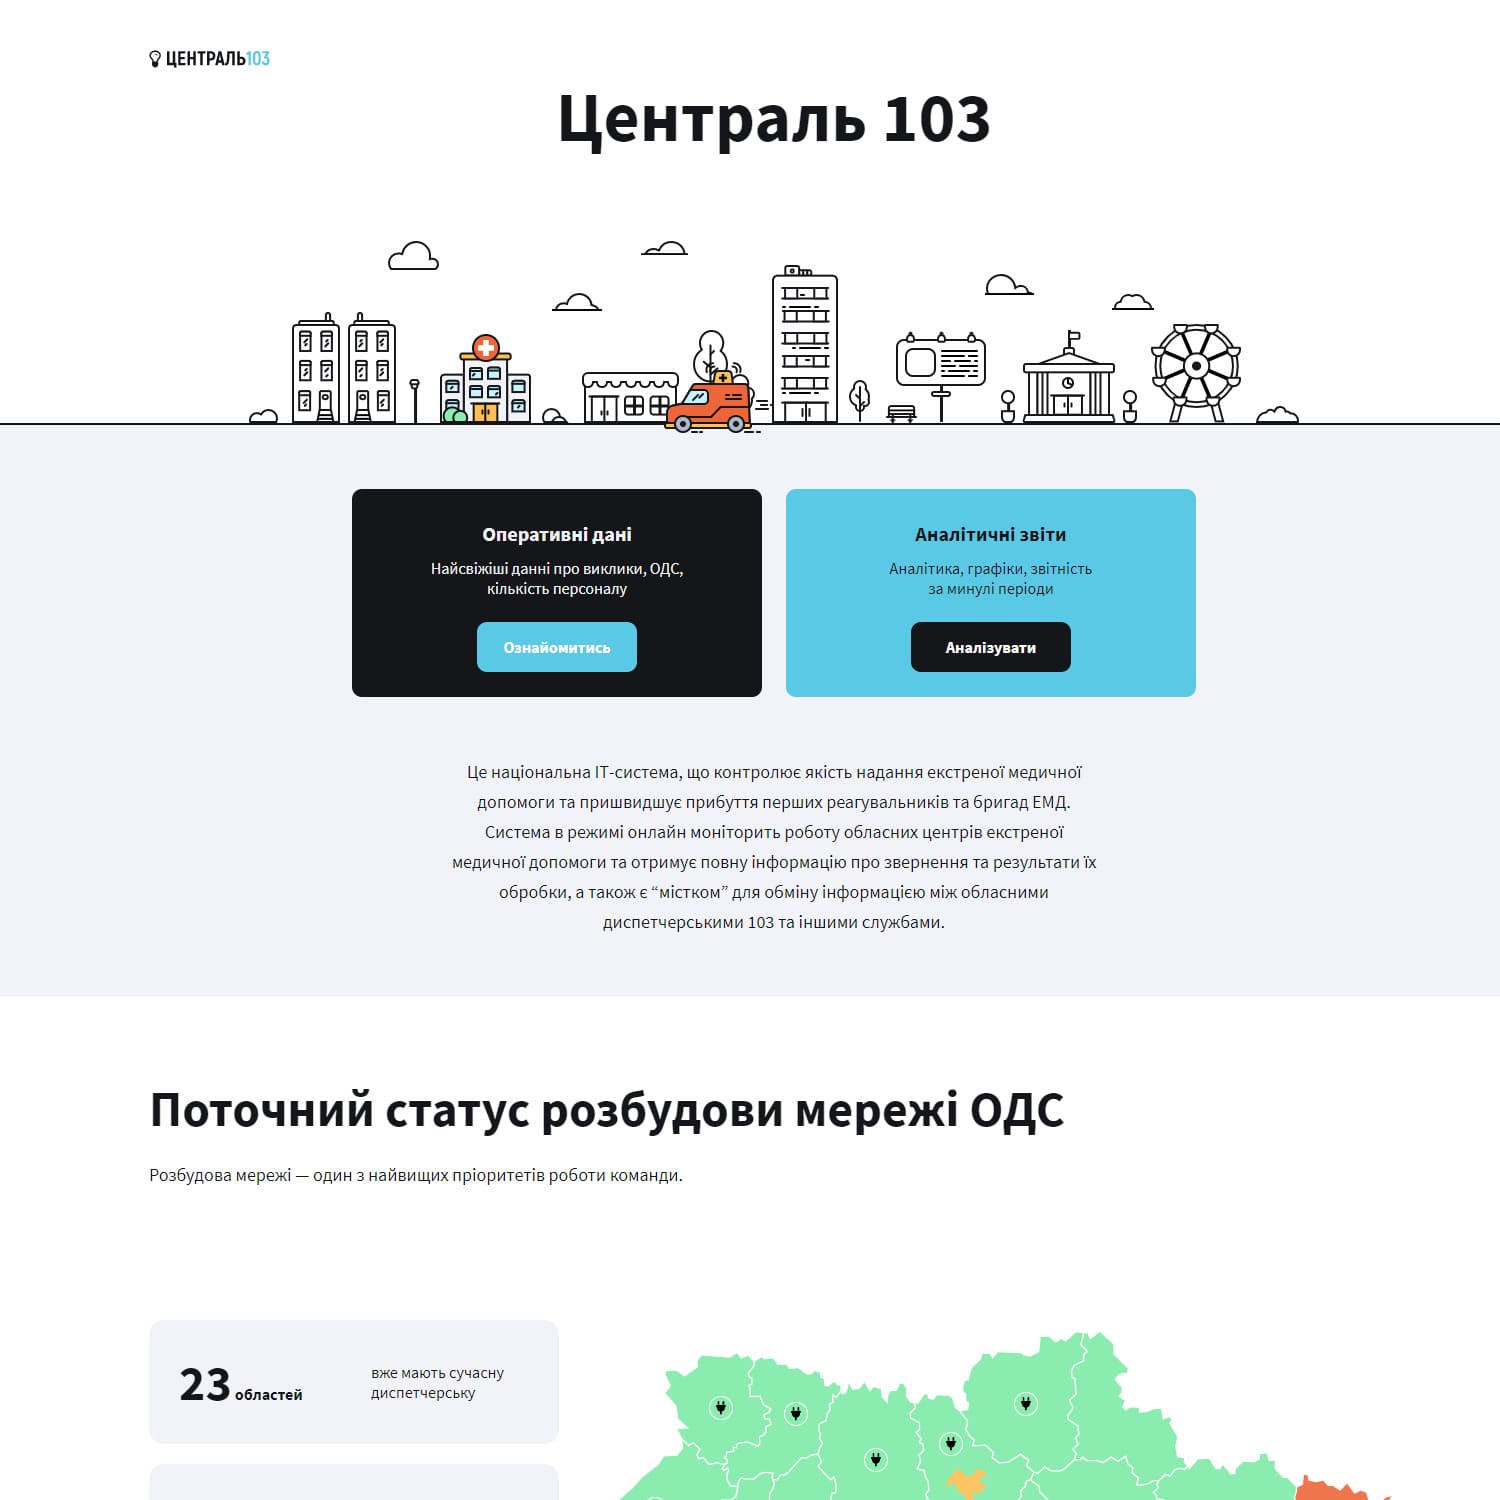 ЦЕНТРАЛЬ103
Централь 103
Оперативні дані
Найсвіжіші данні про виклики, ОДС,
кількість персоналу
Ознайомитись
Аналітичні звіти
Аналітика, графіки, звітність
за минулі періоди
Аналізувати
Це національна ІТ-система, що контролює якість надання екстреної медичної
допомоги та пришвидшує прибуття перших реагувальників та бригад ЕМД.
Система в режимі онлайн моніторить роботу обласних центрів екстреної
медичної допомоги та отримує повну інформацію про звернення та результати їх
обробки, а також є “містком” для обміну інформацією між обласними
диспетчерськими 103 та іншими службами.
Поточний статус розбудови мережі ОДС
Розбудова мережі — один з найвищих пріоритетів роботи команди.
23 областей
вже мають сучасну
диспетчерську